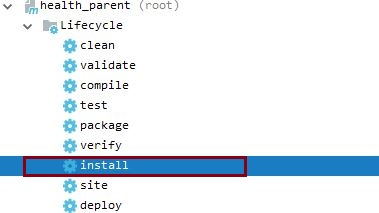 health_parent (root)
Lifecycle
clean
validate
compile
test
package
verify
install
site
deploy